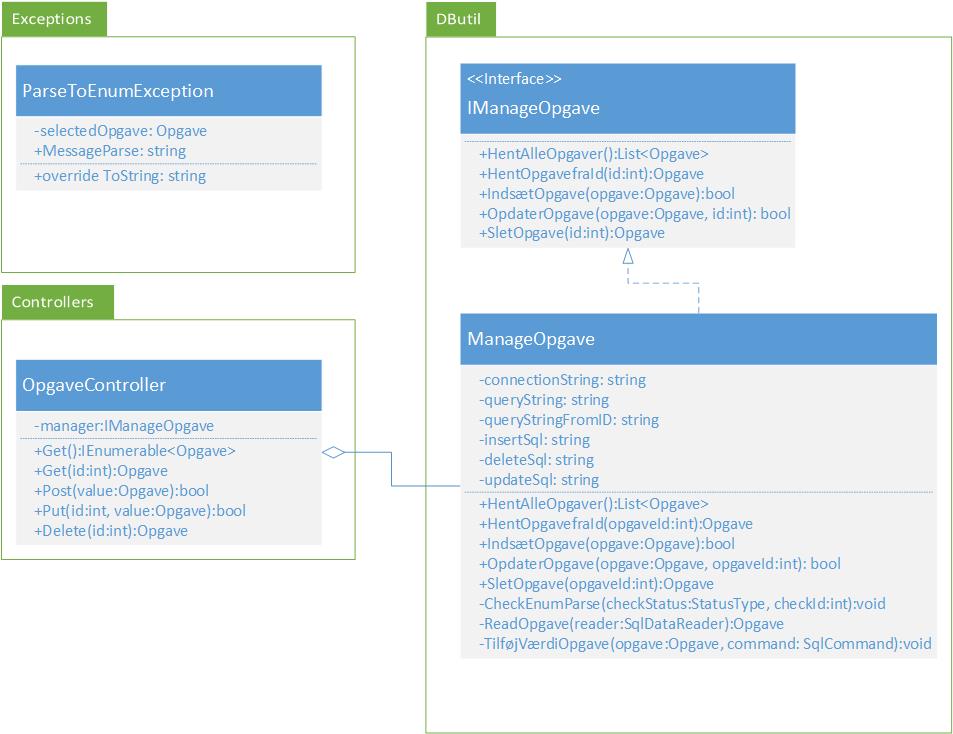 Exceptions
ParseToEnumException
-selectedOpgave: Opgave
+MessageParse: string
+override ToString: string
Controllers
OpgaveController
-manager:IManageOpgave
+Get():IEnumerable<Opgave>
+Get(id:int):Opgave
+Post(value:Opgave):bool
+Put(id:int, value:Opgave):bool
+Delete(id:int):Opgave
DButil
<<Interface>>
IManageOpgave
+HentAlleOpgaver():List<Opgave>
+HentOpgavefraId(id:int):Opgave
+IndsætOpgave(opgave:Opgave):bool
+OpdaterOpgave(opgave:Opgave, id:int): bool
+SletOpgave(id:int):Opgave
ManageOpgave
-connectionString: string
-queryString: string
-queryStringFromID: string
-insertSql: string
-deleteSql: string
-updateSql: string
+HentAlleOpgaver():List<Opgave>
+HentOpgavefraId(opgaveId:int):Opgave
+IndsætOpgave(opgave:Opgave):bool
+OpdaterOpgave(opgave:Opgave, opgaveId:int): bool
+SletOpgave(opgaveId:int):Opgave
-CheckEnumParse(checkStatus:StatusType, checkId:int):void
-ReadOpgave(reader:SqlDataReader):Opgave
-TilføjVærdiOpgave(opgave:Opgave, command: SqlCommand):void